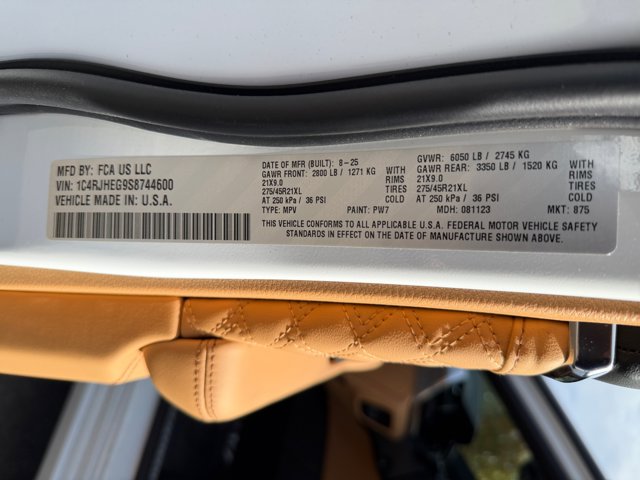 MFD BY: FCA US LLC
VIN: 1C4RJHEG9S8744600
VEHICLE MADE IN: U.S.A.
DATE OF MFR (BUILT): 8-25
GAWR FRONT: 2800 LB / 1271 KG
21X9.0
275/45R21XL
AT 250 kPa / 36 PSI
TYPE: MPV PAINT: PW7
WITH
RIMS
TIRES
COLD
GVWR: 6050 LB / 2745 KG
GAWR REAR: 3350 LB / 1520 KG
21X9.0
275/45R21XL
AT 250 kPa / 36 PSI
MDH: 081123 MKT: 875
WITH
RIMS
TIRES
COLD
THIS VEHICLE CONFORMS TO ALL APPLICABLE U.S.A. FEDERAL MOTOR VEHICLE SAFETY
STANDARDS IN EFFECT ON THE DATE OF MANUFACTURE SHOWN ABOVE.